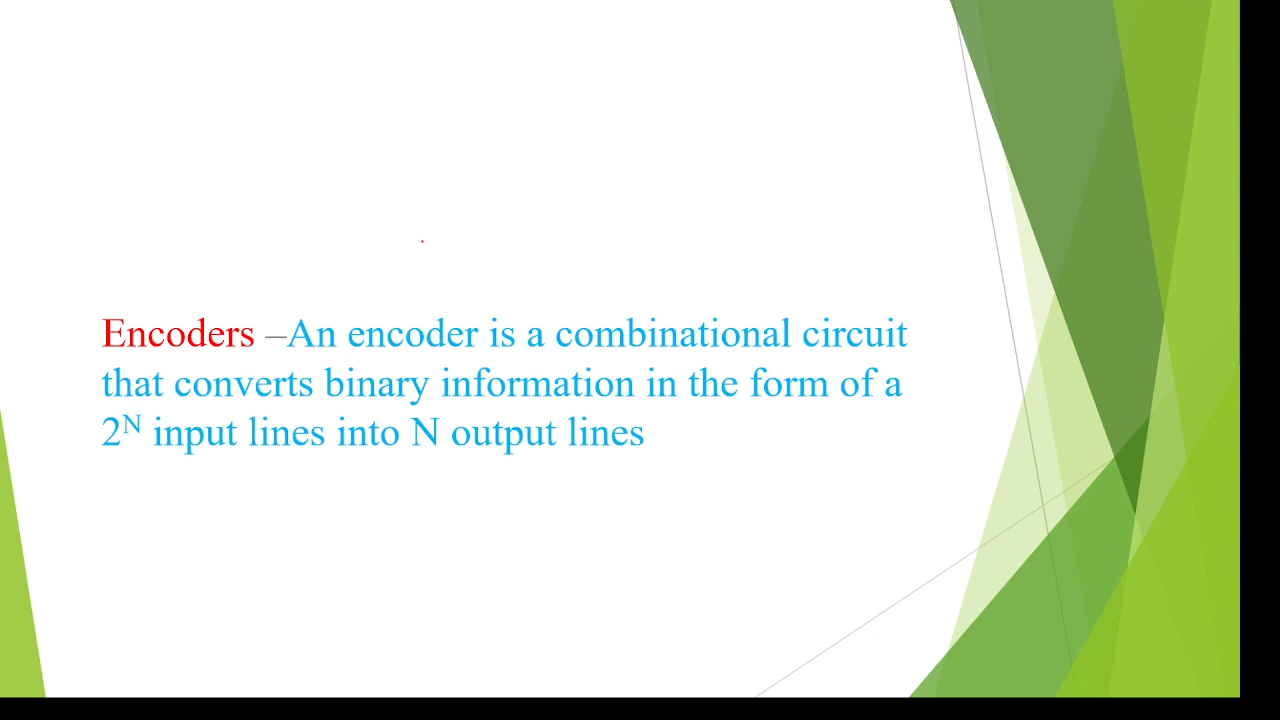 Encoders –An encoder is a combinational circuit
that converts binary information in the form of a
2ᴺ input lines into N output lines